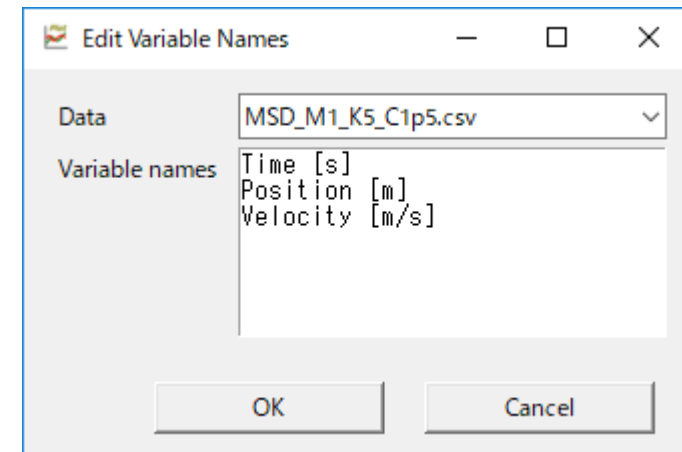 Edit Variable Names
Data
MSD_M1_K5_C1p5.csv
Variable names
Time [s]
Position [m]
Velocity [m/s]
OK
Cancel